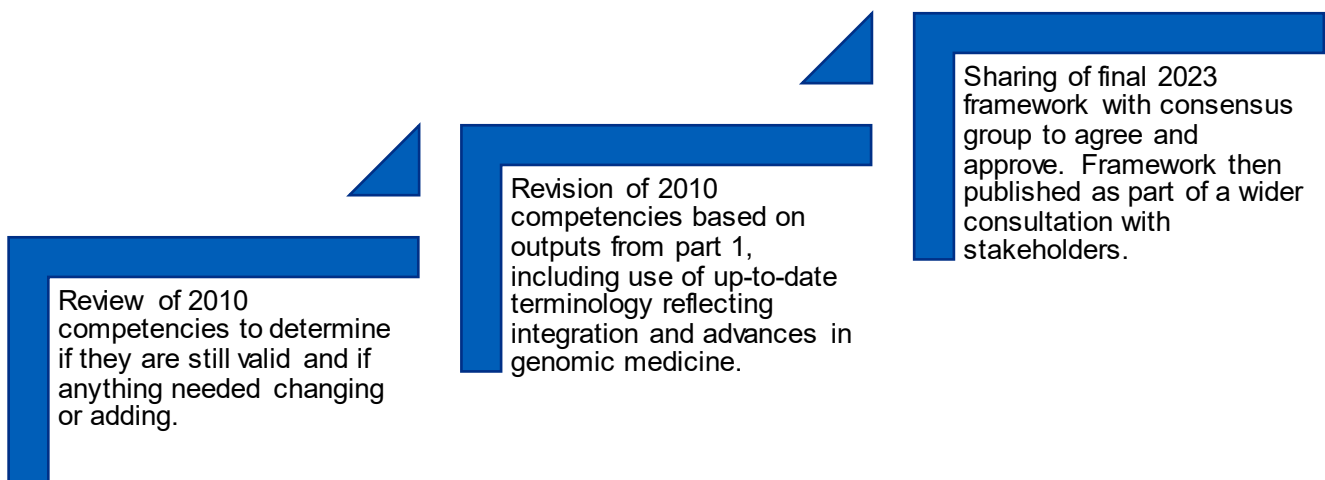 Review of 2010
competencies to determine
if they are still valid and if
anything needed changing
or adding.
Revision of 2010
competencies based on
outputs from part 1,
including use of up-to-date
terminology reflecting
integration and advances in
genomic medicine.
Sharing of final 2023
framework with consensus
group to agree and
approve. Framework then
published as part of a wider
consultation with
stakeholders.